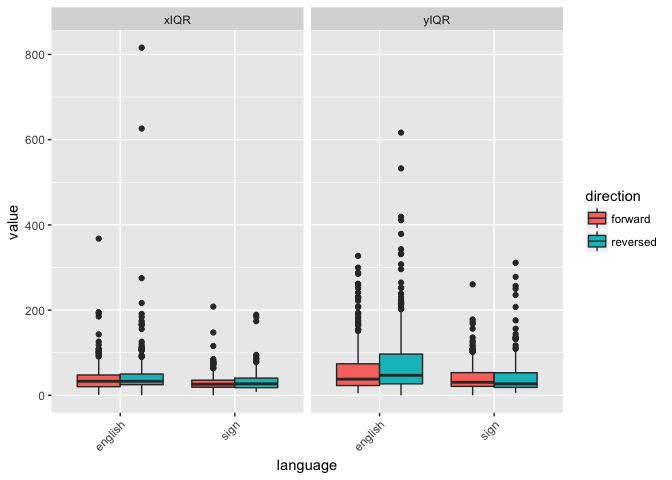 xIQR yIQR
800
600
400
200
0
value
english sign english sign
language
direction
forward
reversed